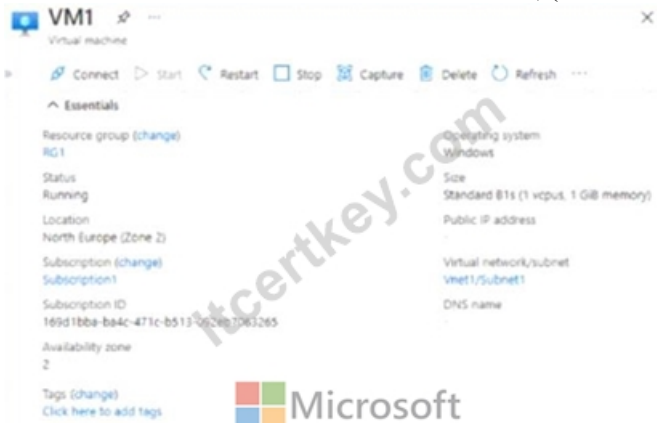 VM1
Virtual machine
Connect Start Restart Stop Capture Delete Refresh
Essentials
Resource group (change)
RG1
Status
Running
Location
North Europe (Zone 2)
Subscription (change)
Subscription1
Subscription ID
Availability zone
2
Tags (change)
Click here to add tags
Operating system
Windows
Size
Standard B1s (1 vcpus, 1 GiB memory)
Public IP address
-
Virtual network/subnet
Vnet1/Subnet1
DNS name
-
itcertkey.com
Microsoft